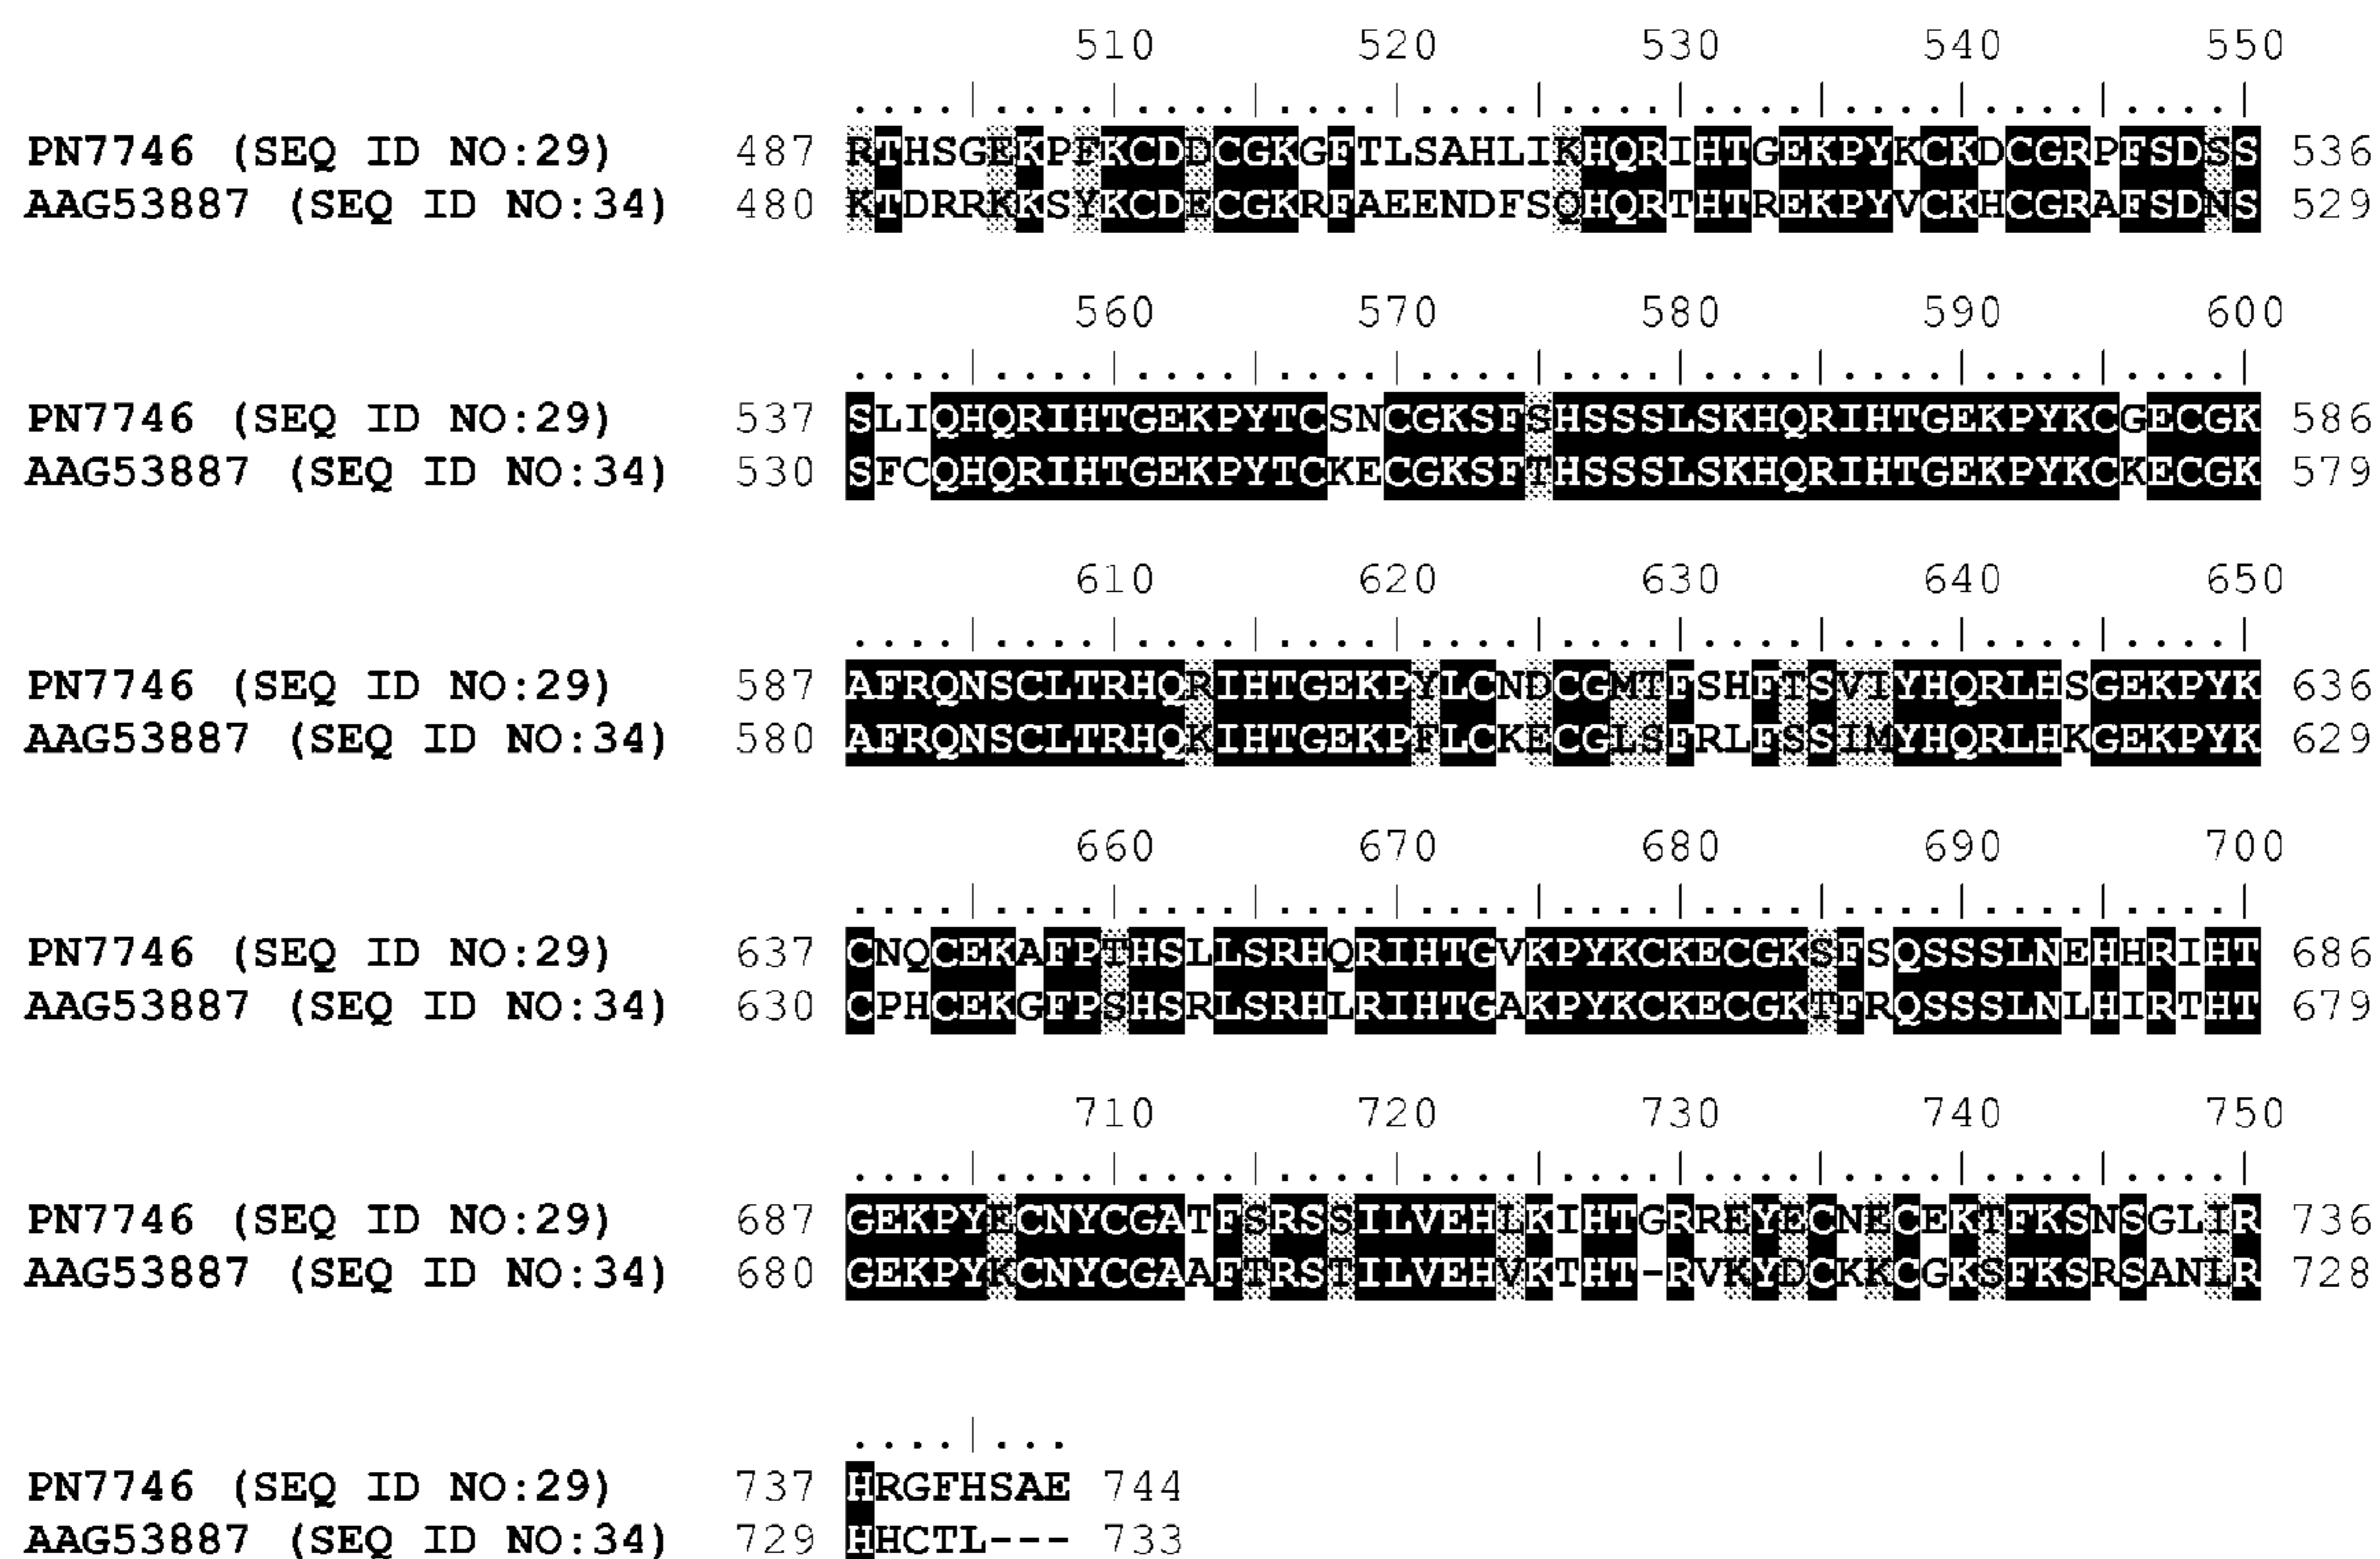 510 520 530 540 550
....|....|....|....|....|....|....|....|....|....|
PN7746 (SEQ ID NO:29) 487 RTHSGEKPFKCDDCGKGFTLSAHLIKHQRIHTGEKPYKCKDCGRPFSDSS 536
AAG53887 (SEQ ID NO:34) 480 KTDRRKKSYKCDECGKRFAEENDFSQHQRTHTREKPYVCKHCGRAFSDNS 529
560 570 580 590 600
....|....|....|....|....|....|....|....|....|....|
PN7746 (SEQ ID NO:29) 537 SLIQHQRIHTGEKPYTCSNCGKSFSHSSSLSKHQRIHTGEKPYKCGECGK 586
AAG53887 (SEQ ID NO:34) 530 SFCQHQRIHTGEKPYTCKECGKSFTHSSSLSKHQRIHTGEKPYKCKECGK 579
610 620 630 640 650
....|....|....|....|....|....|....|....|....|....|
PN7746 (SEQ ID NO:29) 587 AFRQNSCLTRHQRIHTGEKPYLCNDCGMTFSHFTSVIYHQRLHSGEKPYK 636
AAG53887 (SEQ ID NO:34) 580 AFRQNSCLTRHQKIHTGEKPFLCKECGLSFRLFSSIMYHQRLHKGEKPYK 629
660 670 680 690 700
....|....|....|....|....|....|....|....|....|....|
PN7746 (SEQ ID NO:29) 637 CNQCEKAFPTHSLLSRHQRIHTGVKPYKCKECGKSFSQSSSLNEHHRIHT 686
AAG53887 (SEQ ID NO:34) 630 CPHCEKGFPSHSRLSRHLRIHTGAKPYKCKECGKTFRQSSSLNLHIRTHT 679
710 720 730 740 750
....|....|....|....|....|....|....|....|....|....|
PN7746 (SEQ ID NO:29) 687 GEKPYECNYCGATFSRSSILVEHLKIHTGRREYECNECEKTFKSNSGLIR 736
AAG53887 (SEQ ID NO:34) 680 GEKPYKCNYCGAAFTRSTILVEHVKTHT-RVKYDCKKCGKSFKSRSANLR 728
....|...
PN7746 (SEQ ID NO:29) 737 HRGFHSAE 744
AAG53887 (SEQ ID NO:34) 729 HHCTL--- 733